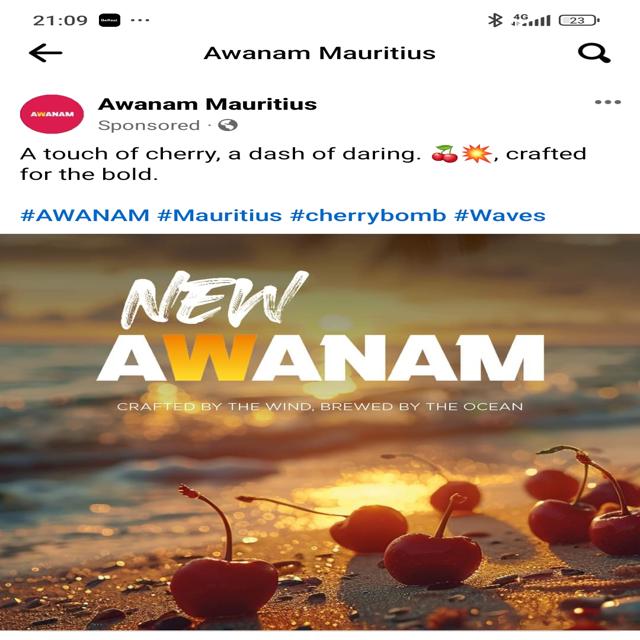 21:09 BeReal ...
4G 23
Awanam Mauritius
AWANAM
Awanam Mauritius
Sponsored ·
A touch of cherry, a dash of daring. 🍒💥, crafted
for the bold.
#AWANAM #Mauritius #cherrybomb #Waves
NEW
AWANAM
CRAFTED BY THE WIND, BREWED BY THE OCEAN